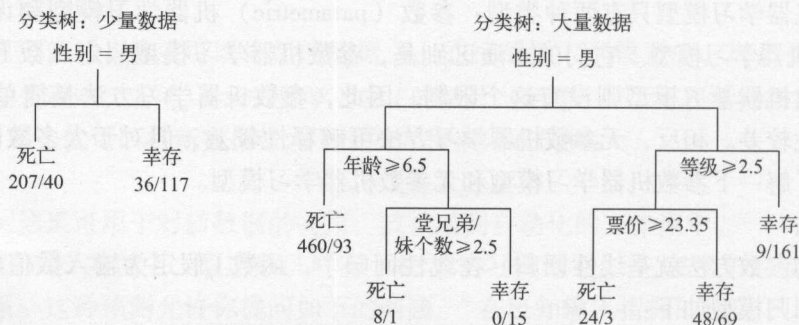 分类树：少量数据
性别 = 男
死亡
207/40
幸存
36/117
分类树：大量数据
性别 = 男
年龄≥6.5
等级≥2.5
死亡
460/93
堂兄弟/
妹个数≥2.5
票价≥23.35
幸存
9/161
死亡
8/1
幸存
0/15
死亡
24/3
幸存
48/69